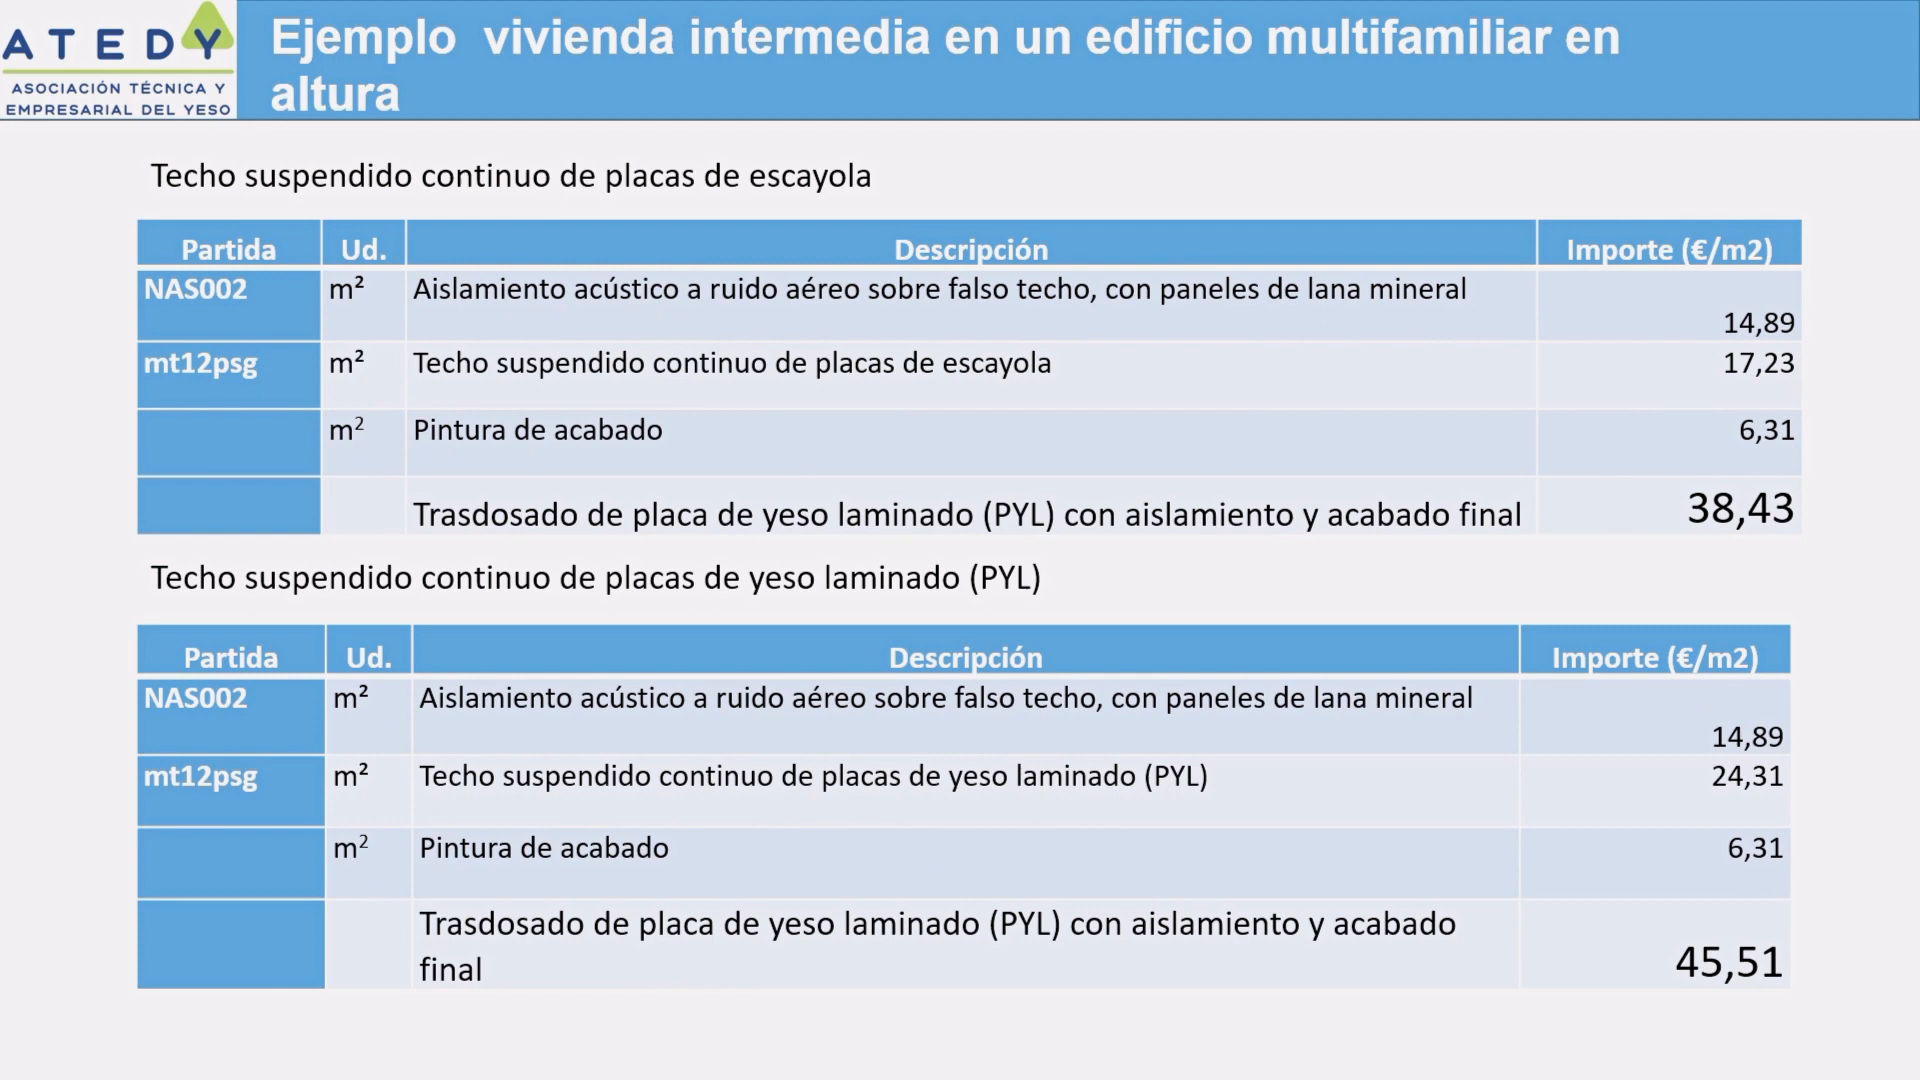 ATEDY
ASOCIACIÓN TÉCNICA Y
EMPRESARIAL DEL YESO
Ejemplo vivienda intermedia en un edificio multifamiliar en
altura
Techo suspendido continuo de placas de escayola
Partida Ud. Descripción Importe (€/m2)
NAS002 m² Aislamiento acústico a ruido aéreo sobre falso techo, con paneles de lana mineral 14,89
mt12psg m² Techo suspendido continuo de placas de escayola 17,23
m² Pintura de acabado 6,31
Trasdosado de placa de yeso laminado (PYL) con aislamiento y acabado final 38,43
Techo suspendido continuo de placas de yeso laminado (PYL)
Partida Ud. Descripción Importe (€/m2)
NAS002 m² Aislamiento acústico a ruido aéreo sobre falso techo, con paneles de lana mineral 14,89
mt12psg m² Techo suspendido continuo de placas de yeso laminado (PYL) 24,31
m² Pintura de acabado 6,31
Trasdosado de placa de yeso laminado (PYL) con aislamiento y acabado
final 45,51